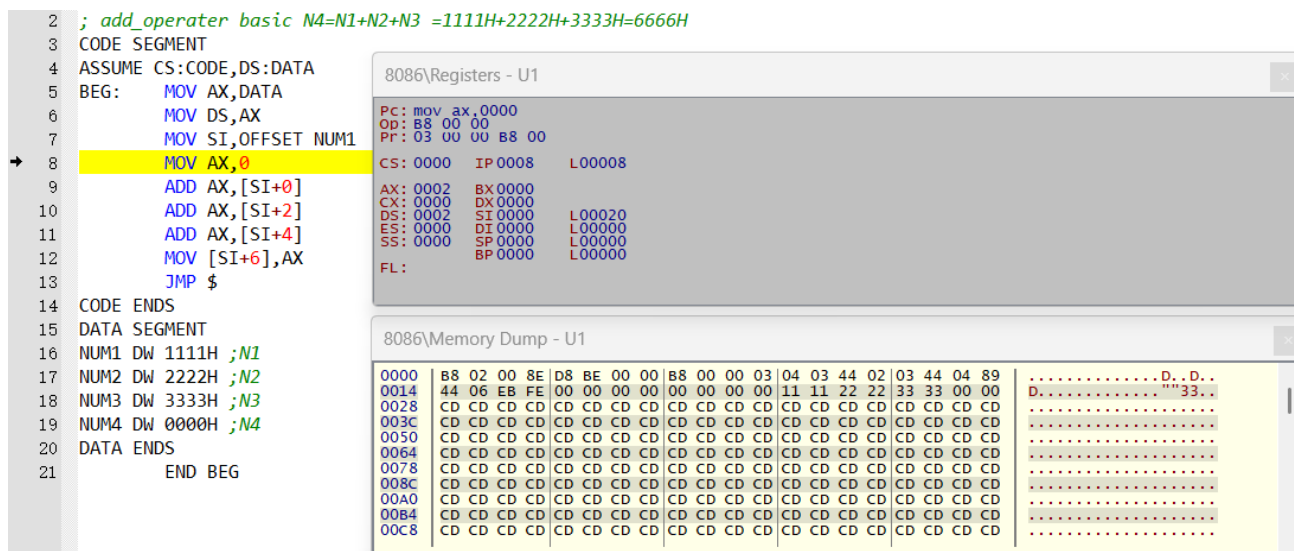 2 ; add_operater basic N4=N1+N2+N3 =1111H+2222H+3333H=6666H
3 CODE SEGMENT
4 ASSUME CS:CODE,DS:DATA
5 BEG: MOV AX,DATA
6 MOV DS,AX
7 MOV SI,OFFSET NUM1
8 MOV AX,0
9 ADD AX,[SI+0]
10 ADD AX,[SI+2]
11 ADD AX,[SI+4]
12 MOV [SI+6],AX
13 JMP $
14 CODE ENDS
15 DATA SEGMENT
16 NUM1 DW 1111H ;N1
17 NUM2 DW 2222H ;N2
18 NUM3 DW 3333H ;N3
19 NUM4 DW 0000H ;N4
20 DATA ENDS
21 END BEG
8086\Registers - U1
Pc: mov ax,0000
Op: B8 00 00
Pr: 03 00 00 B8 00
CS: 0000 IP0008 L00008
AX: 0002 BX0000
CX: 0000 DX0000
DS: 0002 SI0000 L00020
ES: 0000 DI0000 L00000
SS: 0000 SP0000 L00000
BP0000 L00000
FL:
8086\Memory Dump - U1
0000 B8 02 00 8E D8 BE 00 00 B8 00 00 03 04 03 44 02 03 44 04 89 ..............D..D..
0014 44 06 EB FE 00 00 00 00 00 00 00 00 11 11 22 22 33 33 00 00 D.............""33..
0028 CD CD CD CD CD CD CD CD CD CD CD CD CD CD CD CD CD CD CD CD ....................
003C CD CD CD CD CD CD CD CD CD CD CD CD CD CD CD CD CD CD CD CD ....................
0050 CD CD CD CD CD CD CD CD CD CD CD CD CD CD CD CD CD CD CD CD ....................
0064 CD CD CD CD CD CD CD CD CD CD CD CD CD CD CD CD CD CD CD CD ....................
0078 CD CD CD CD CD CD CD CD CD CD CD CD CD CD CD CD CD CD CD CD ....................
008C CD CD CD CD CD CD CD CD CD CD CD CD CD CD CD CD CD CD CD CD ....................
00A0 CD CD CD CD CD CD CD CD CD CD CD CD CD CD CD CD CD CD CD CD ....................
00B4 CD CD CD CD CD CD CD CD CD CD CD CD CD CD CD CD CD CD CD CD ....................
00C8 CD CD CD CD CD CD CD CD CD CD CD CD CD CD CD CD CD CD CD CD ....................